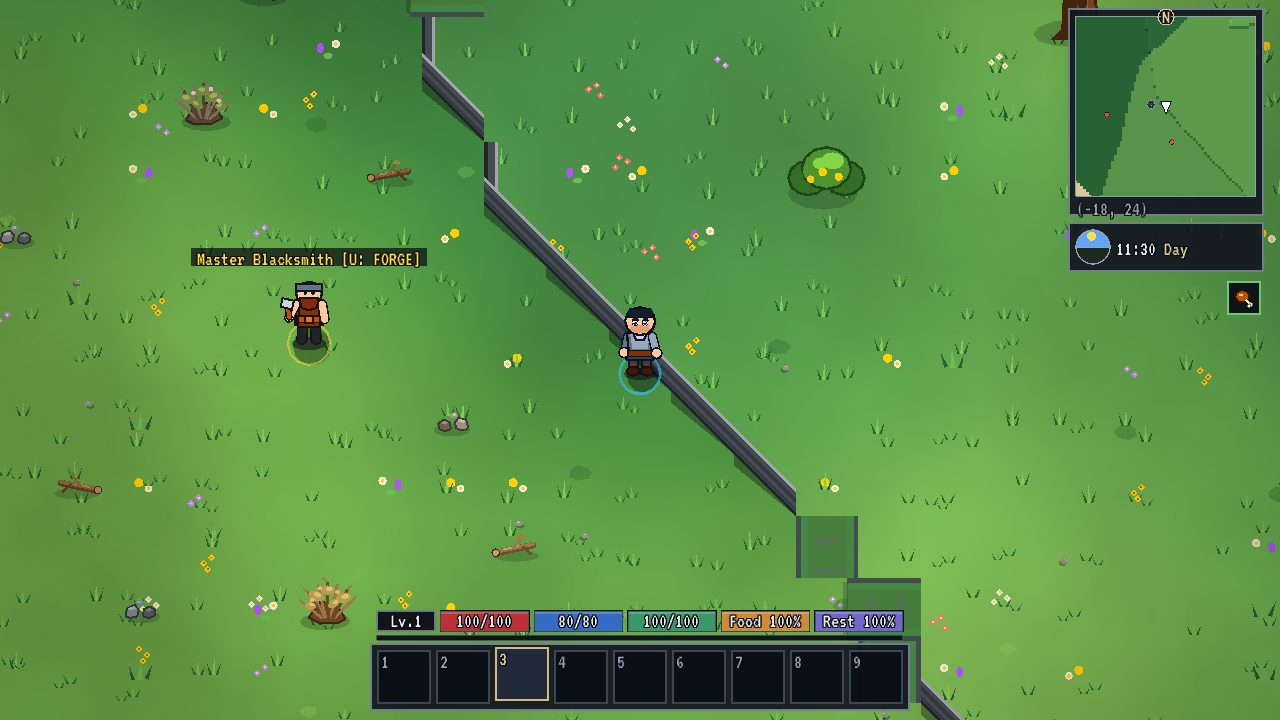 N
(-18, 24)
11:30 Day
Master Blacksmith [U: FORGE]
Lv.1 100/100 80/80 100/100 Food 100% Rest 100%
1 2 3 4 5 6 7 8 9